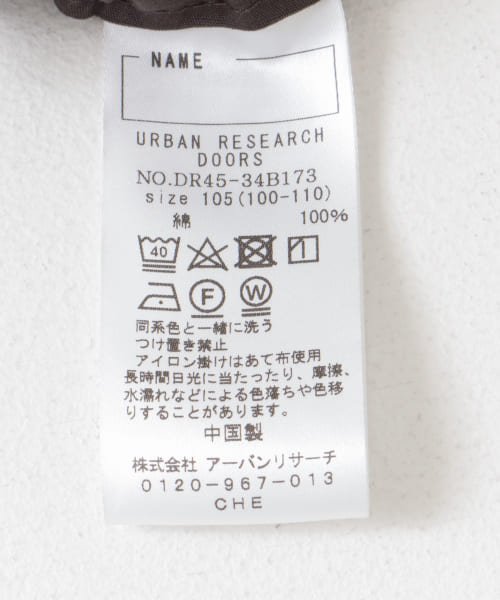 NAME
URBAN RESEARCH
DOORS
NO.DR45-34B173
size 105(100-110)
綿 100%
40
F W
同系色と一緒に洗う
つけ置き禁止
アイロン掛けはあて布使用
長時間日光に当たったり、摩擦、
水濡れなどによる色落ちや色移
りすることがあります。
中国製
株式会社 アーバンリサーチ
0120-967-013
CHE